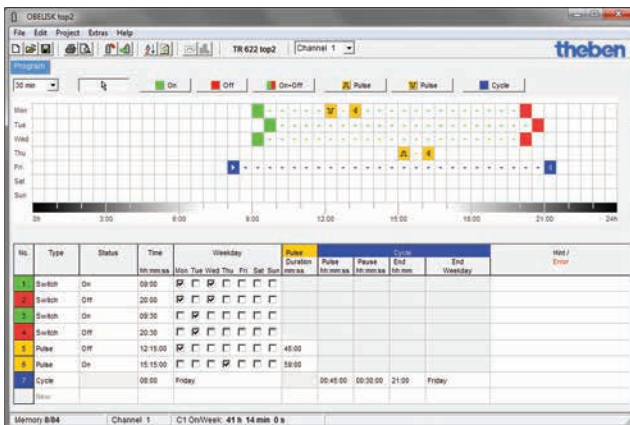 OBELISK top2
File Edit Project Extras Help
TR 622 top2 Channel 1
theben
Program
30 min On Off On+Off Pulse Pulse Cycle
Mon
Tue
Wed
Thu
Fri
Sat
Sun
0h 3:00 6:00 9:00 12:00 15:00 18:00 21:00 24h
No. Type Status Time Weekday Pulse Cycle Hint /
Duration Pulse Pause End End Error
hh:mm:ss Mon Tue Wed Thu Fri Sat Sun mm:ss hh:mm:ss hh:mm:ss hh:mm Weekday
1 Switch On 09:00
2 Switch Off 20:00
3 Switch On 09:30
4 Switch Off 20:30
5 Pulse Off 12:15:00 45:00
6 Pulse On 15:15:00 59:00
7 Cycle 08:00 Friday 00:45:00 00:30:00 21:00 Friday
New
Memory 8/84 Channel 1 C1 On/Week: 41 h 14 min 0 s